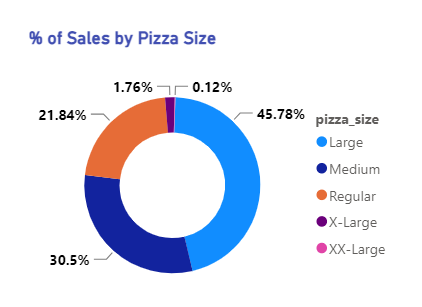 % of Sales by Pizza Size
1.76%
0.12%
21.84%
45.78%
30.5%
pizza_size
Large
Medium
Regular
X-Large
XX-Large